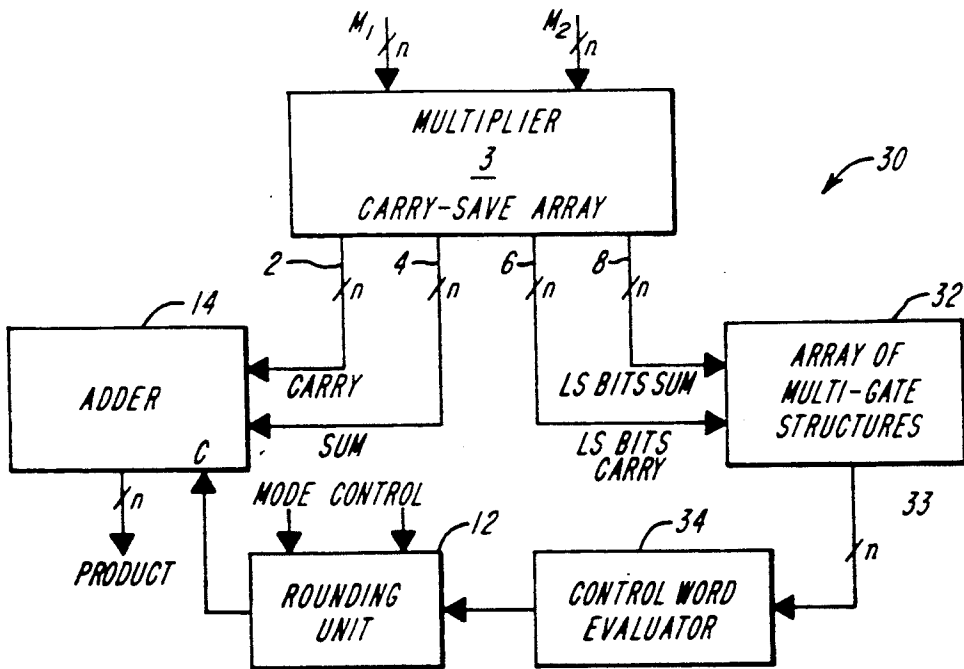 M1
n
M2
n
MULTIPLIER
3
CARRY-SAVE ARRAY
30
2
4
6
8
n
n
n
n
14
32
ADDER
C
CARRY
SUM
LS BITS SUM
LS BITS
CARRY
ARRAY OF
MULTI-GATE
STRUCTURES
n
PRODUCT
MODE CONTROL
12
34
33
n
ROUNDING
UNIT
CONTROL WORD
EVALUATOR